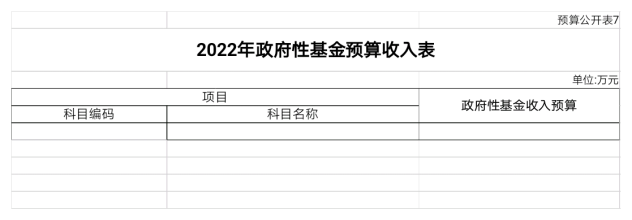 预算公开表7
2022年政府性基金预算收入表
单位:万元
项目
政府性基金收入预算
科目编码
科目名称